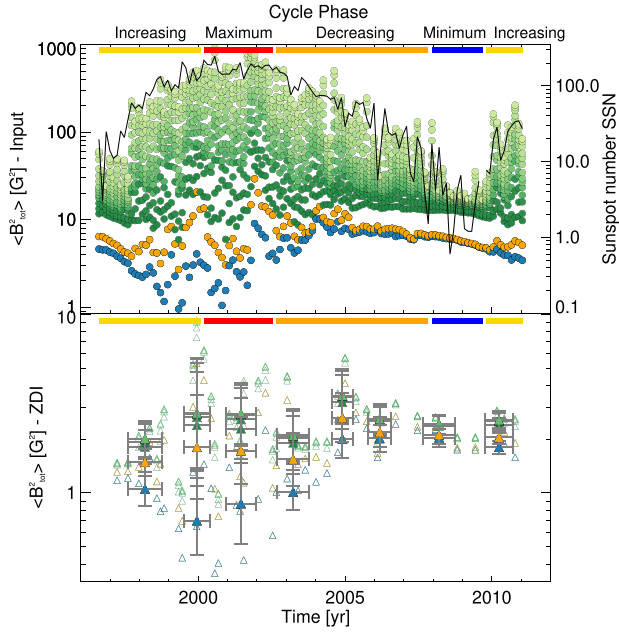 Cycle Phase
Increasing Maximum Decreasing Minimum Increasing
1000
100
10
1
<B²tot> [G²] - Input
100.0
10.0
1.0
0.1
Sunspot number SSN
10
1
<B²tot> [G²] - ZDI
2000 2005 2010
Time [yr]